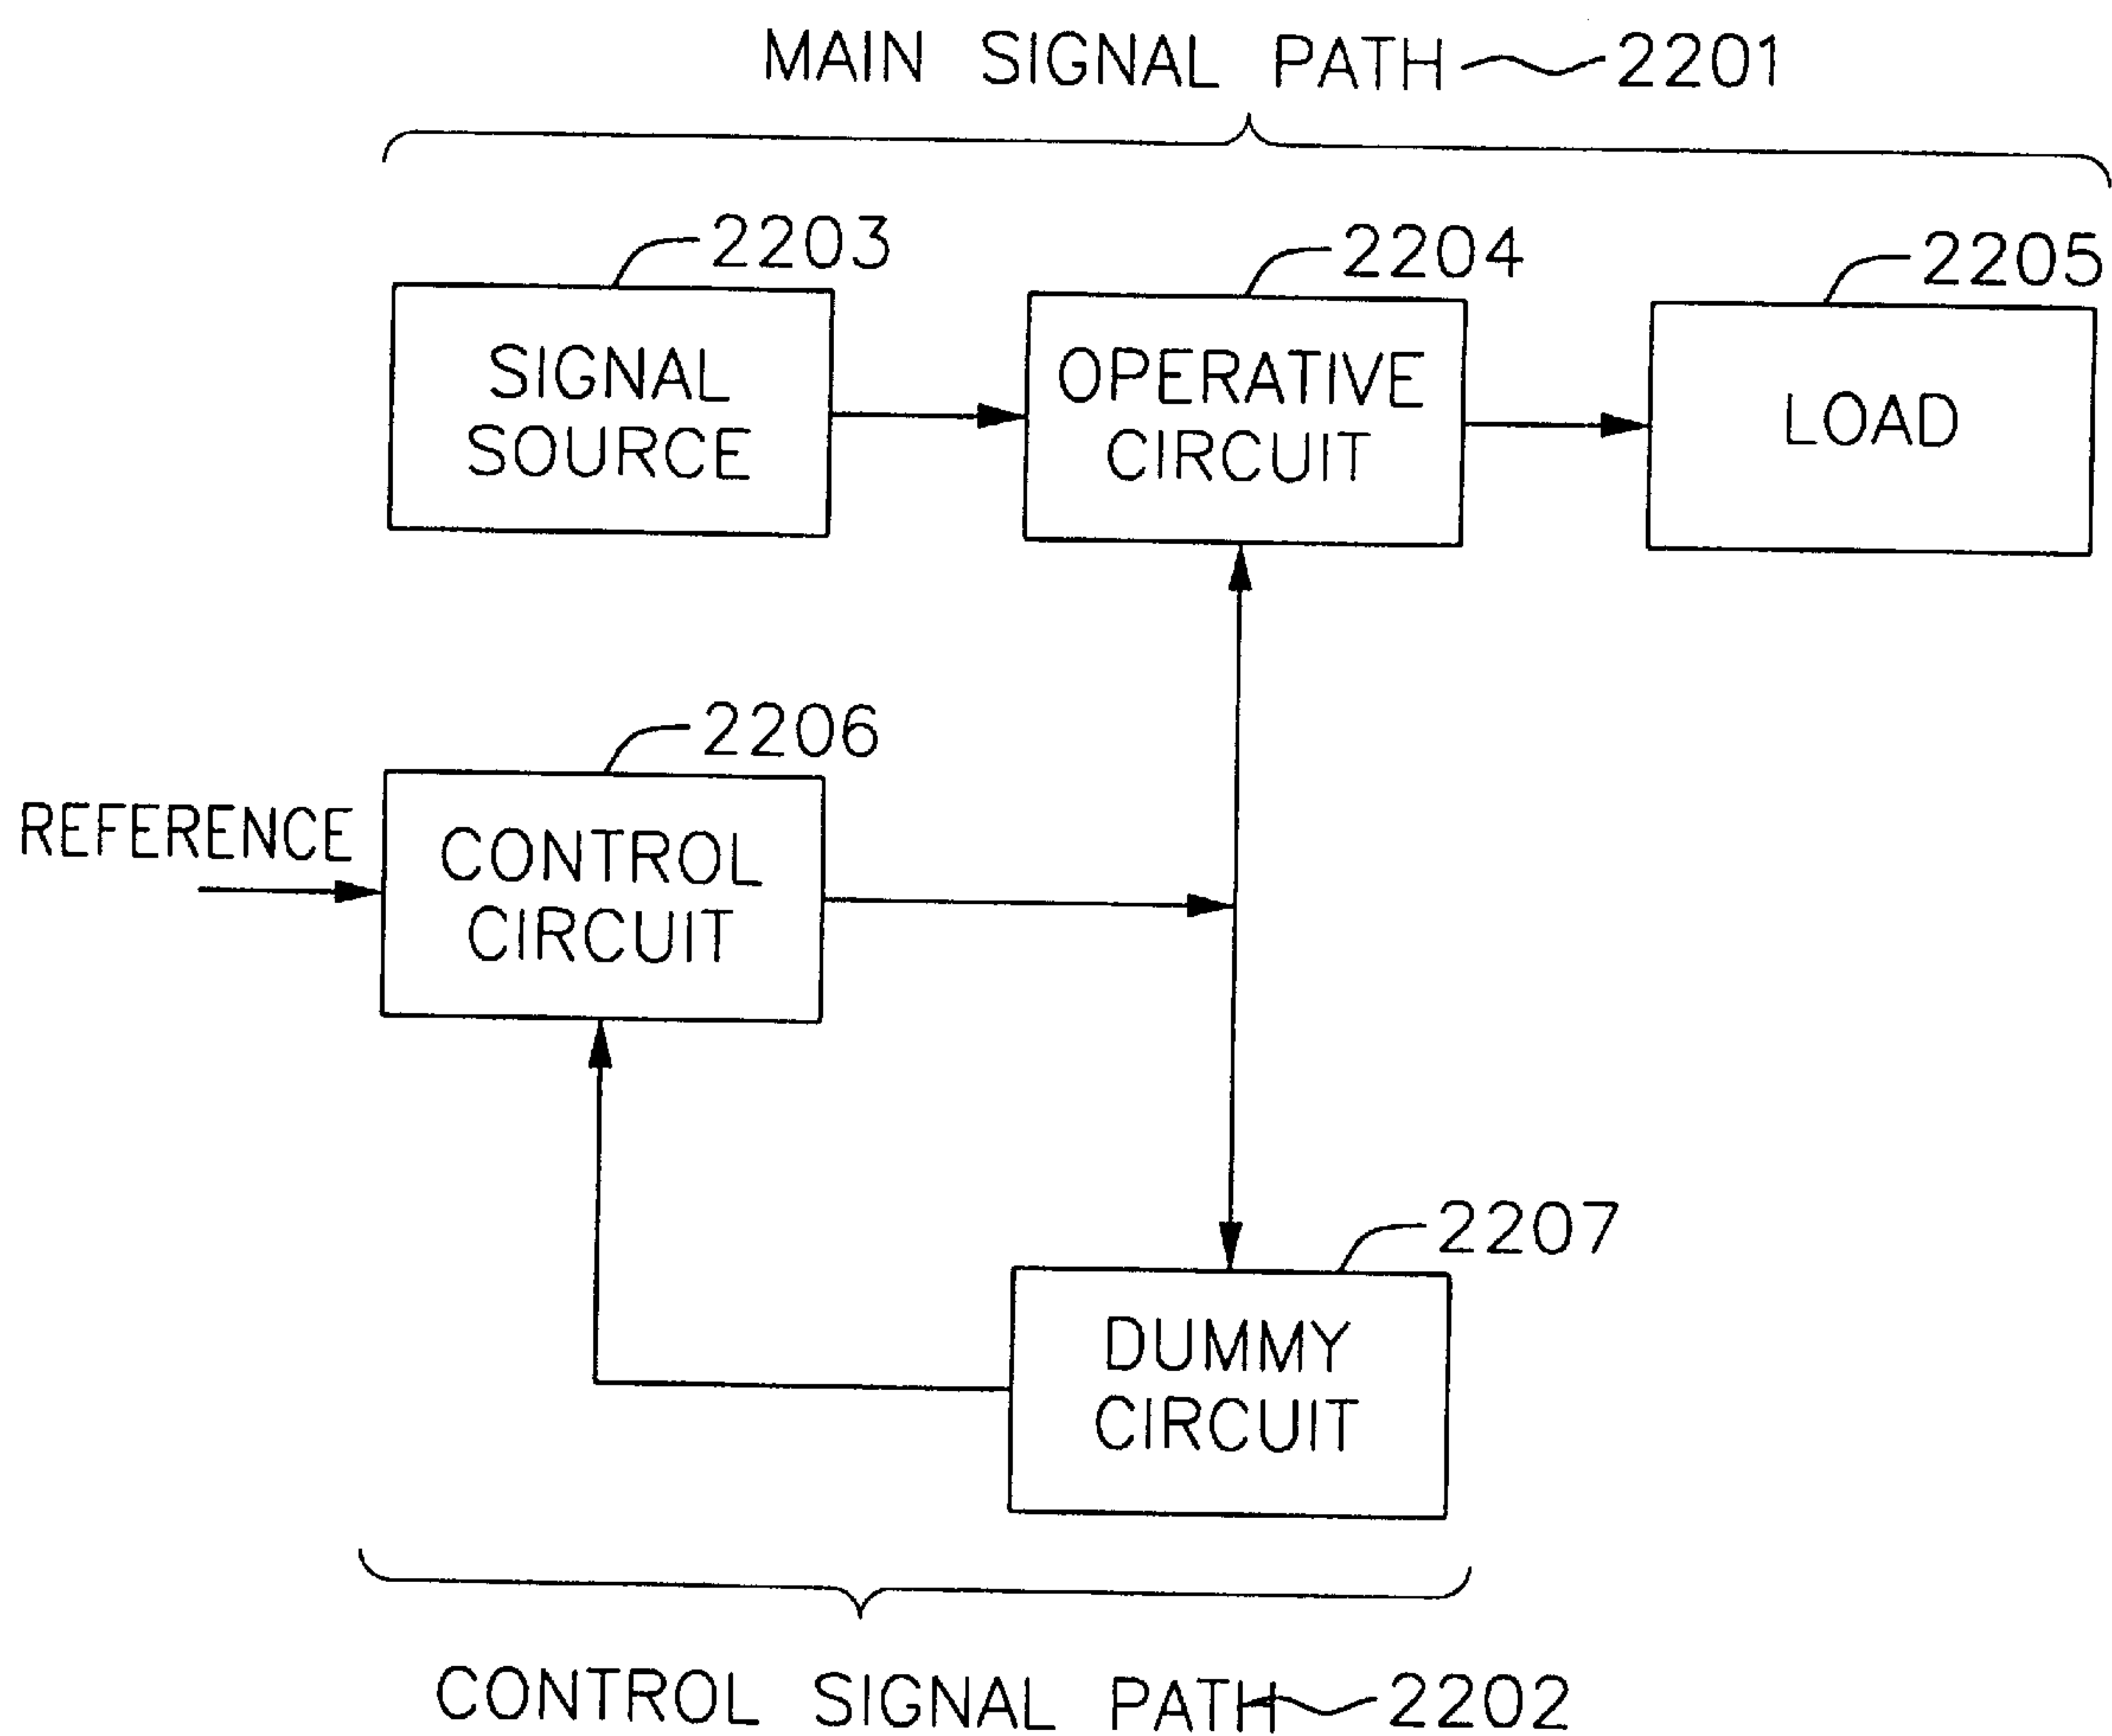 MAIN SIGNAL PATH 2201
2203
2204
2205
SIGNAL
SOURCE
OPERATIVE
CIRCUIT
LOAD
2206
REFERENCE
CONTROL
CIRCUIT
2207
DUMMY
CIRCUIT
CONTROL SIGNAL PATH 2202